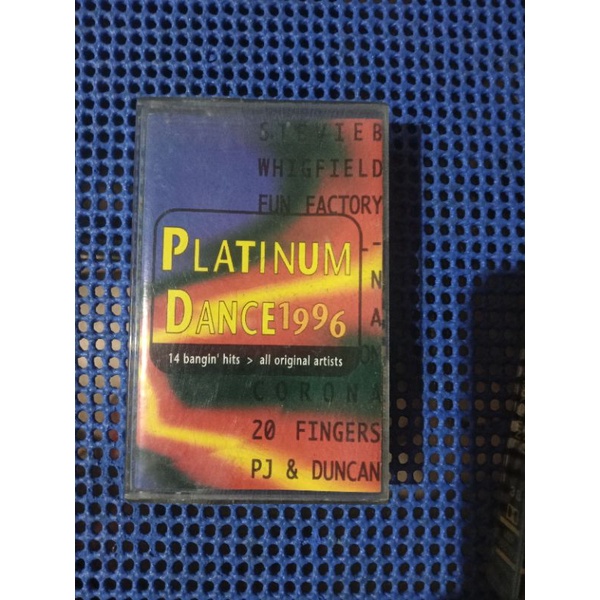 STEVIE B
WHIGFIELD
FUN FACTORY
PLATINUM
DANCE 1996
14 bangin' hits > all original artists
CORONA
20 FINGERS
PJ & DUNCAN